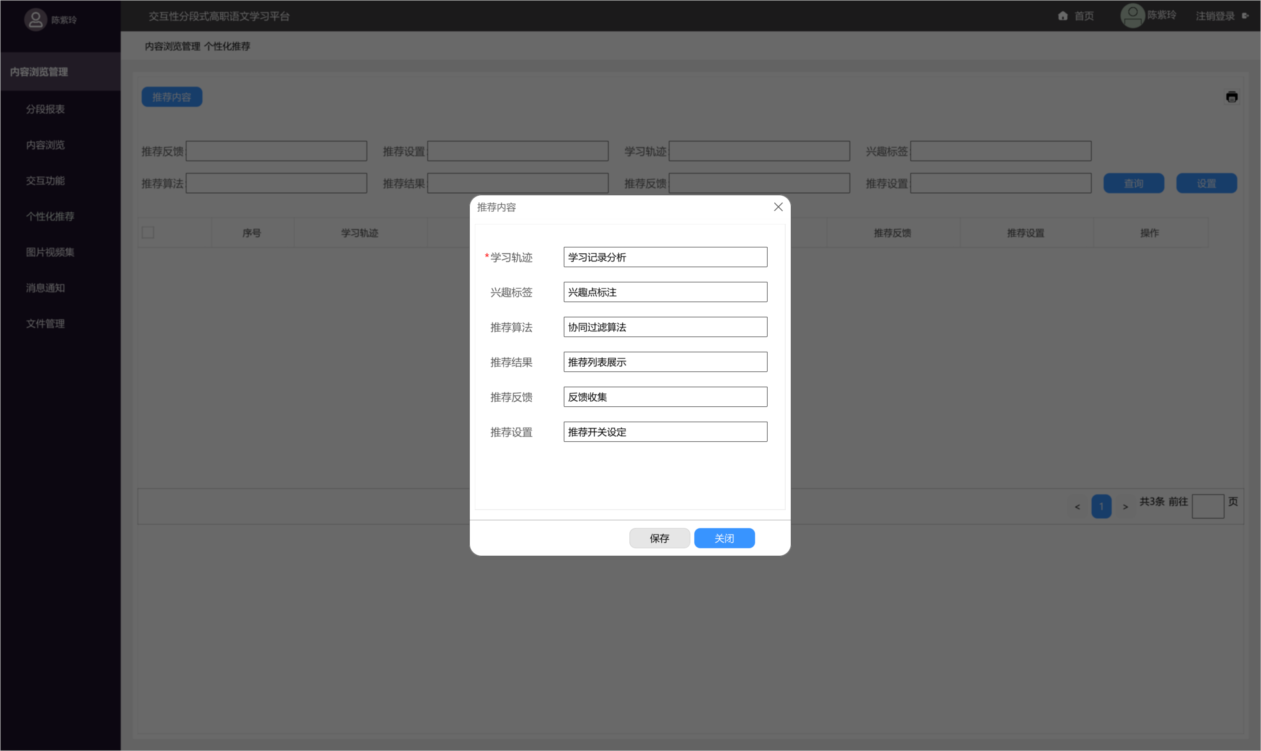 陈紫玲
交互性分段式高职语文学习平台
首页
陈紫玲
注销登录
内容浏览管理 个性化推荐
内容浏览管理
分段报表
内容浏览
交互功能
个性化推荐
图片视频集
消息通知
文件管理
推荐内容
推荐反馈
推荐设置
学习轨迹
兴趣标签
推荐算法
推荐结果
推荐反馈
推荐设置
查询
设置
序号
学习轨迹
推荐反馈
推荐设置
操作
推荐内容
*学习轨迹
学习记录分析
兴趣标签
兴趣点标注
推荐算法
协同过滤算法
推荐结果
推荐列表展示
推荐反馈
反馈收集
推荐设置
推荐开关设定
保存
关闭
< 1 > 共3条 前往 页